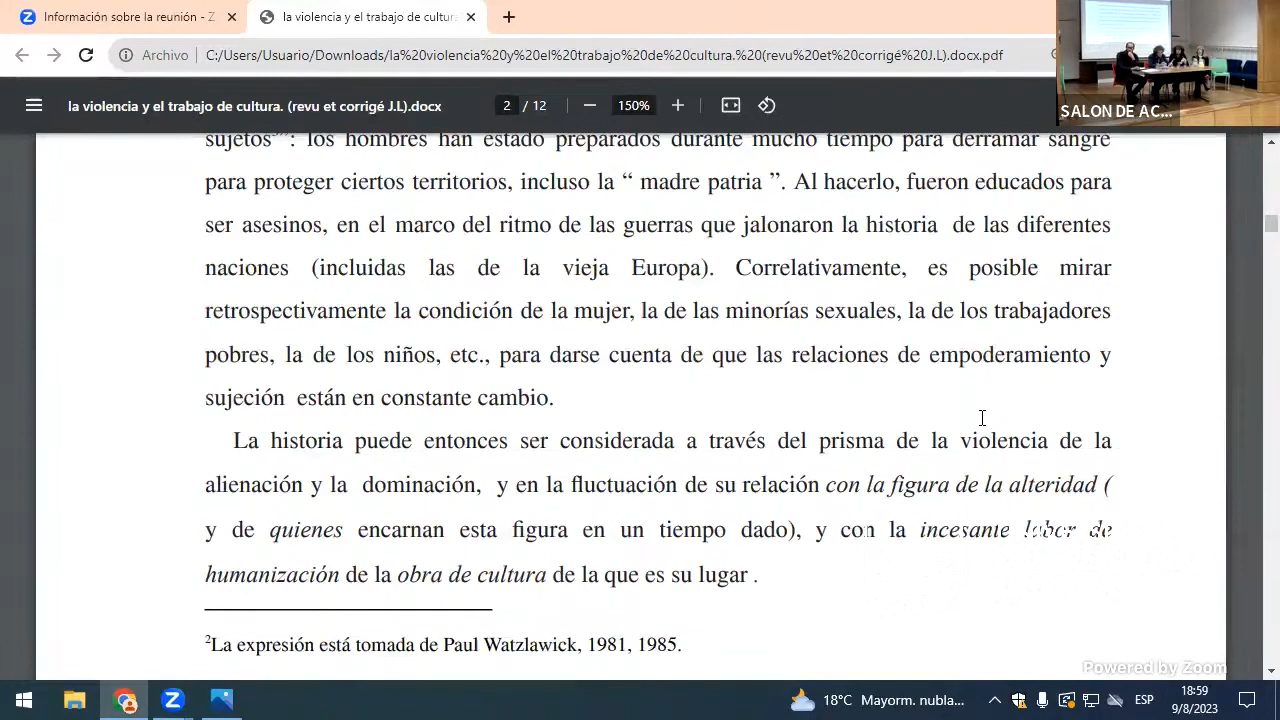 Información sobre la reunión - Z
la violencia y el trabajo de cultura
Archivo
C:/Users/Usuario/Downloads/la%20violencia%20y%20el%20trabajo%20de%20cultura.%20(revu%20et%20corrigé%20J.L).docx.pdf
SALON DE AC...
la violencia y el trabajo de cultura. (revu et corrigé J.L).docx
2 / 12
150%
sujetos : los hombres han estado preparados durante mucho tiempo para derramar sangre
para proteger ciertos territorios, incluso la “ madre patria ”. Al hacerlo, fueron educados para
ser asesinos, en el marco del ritmo de las guerras que jalonaron la historia de las diferentes
naciones (incluidas las de la vieja Europa). Correlativamente, es posible mirar
retrospectivamente la condición de la mujer, la de las minorías sexuales, la de los trabajadores
pobres, la de los niños, etc., para darse cuenta de que las relaciones de empoderamiento y
sujeción están en constante cambio.
La historia puede entonces ser considerada a través del prisma de la violencia de la
alienación y la dominación, y en la fluctuación de su relación con la figura de la alteridad (
y de quienes encarnan esta figura en un tiempo dado), y con la incesante labor de
humanización de la obra de cultura de la que es su lugar .
2La expresión está tomada de Paul Watzlawick, 1981, 1985.
Powered by Zoom
18°C Mayorm. nubla...
ESP
18:59
9/8/2023